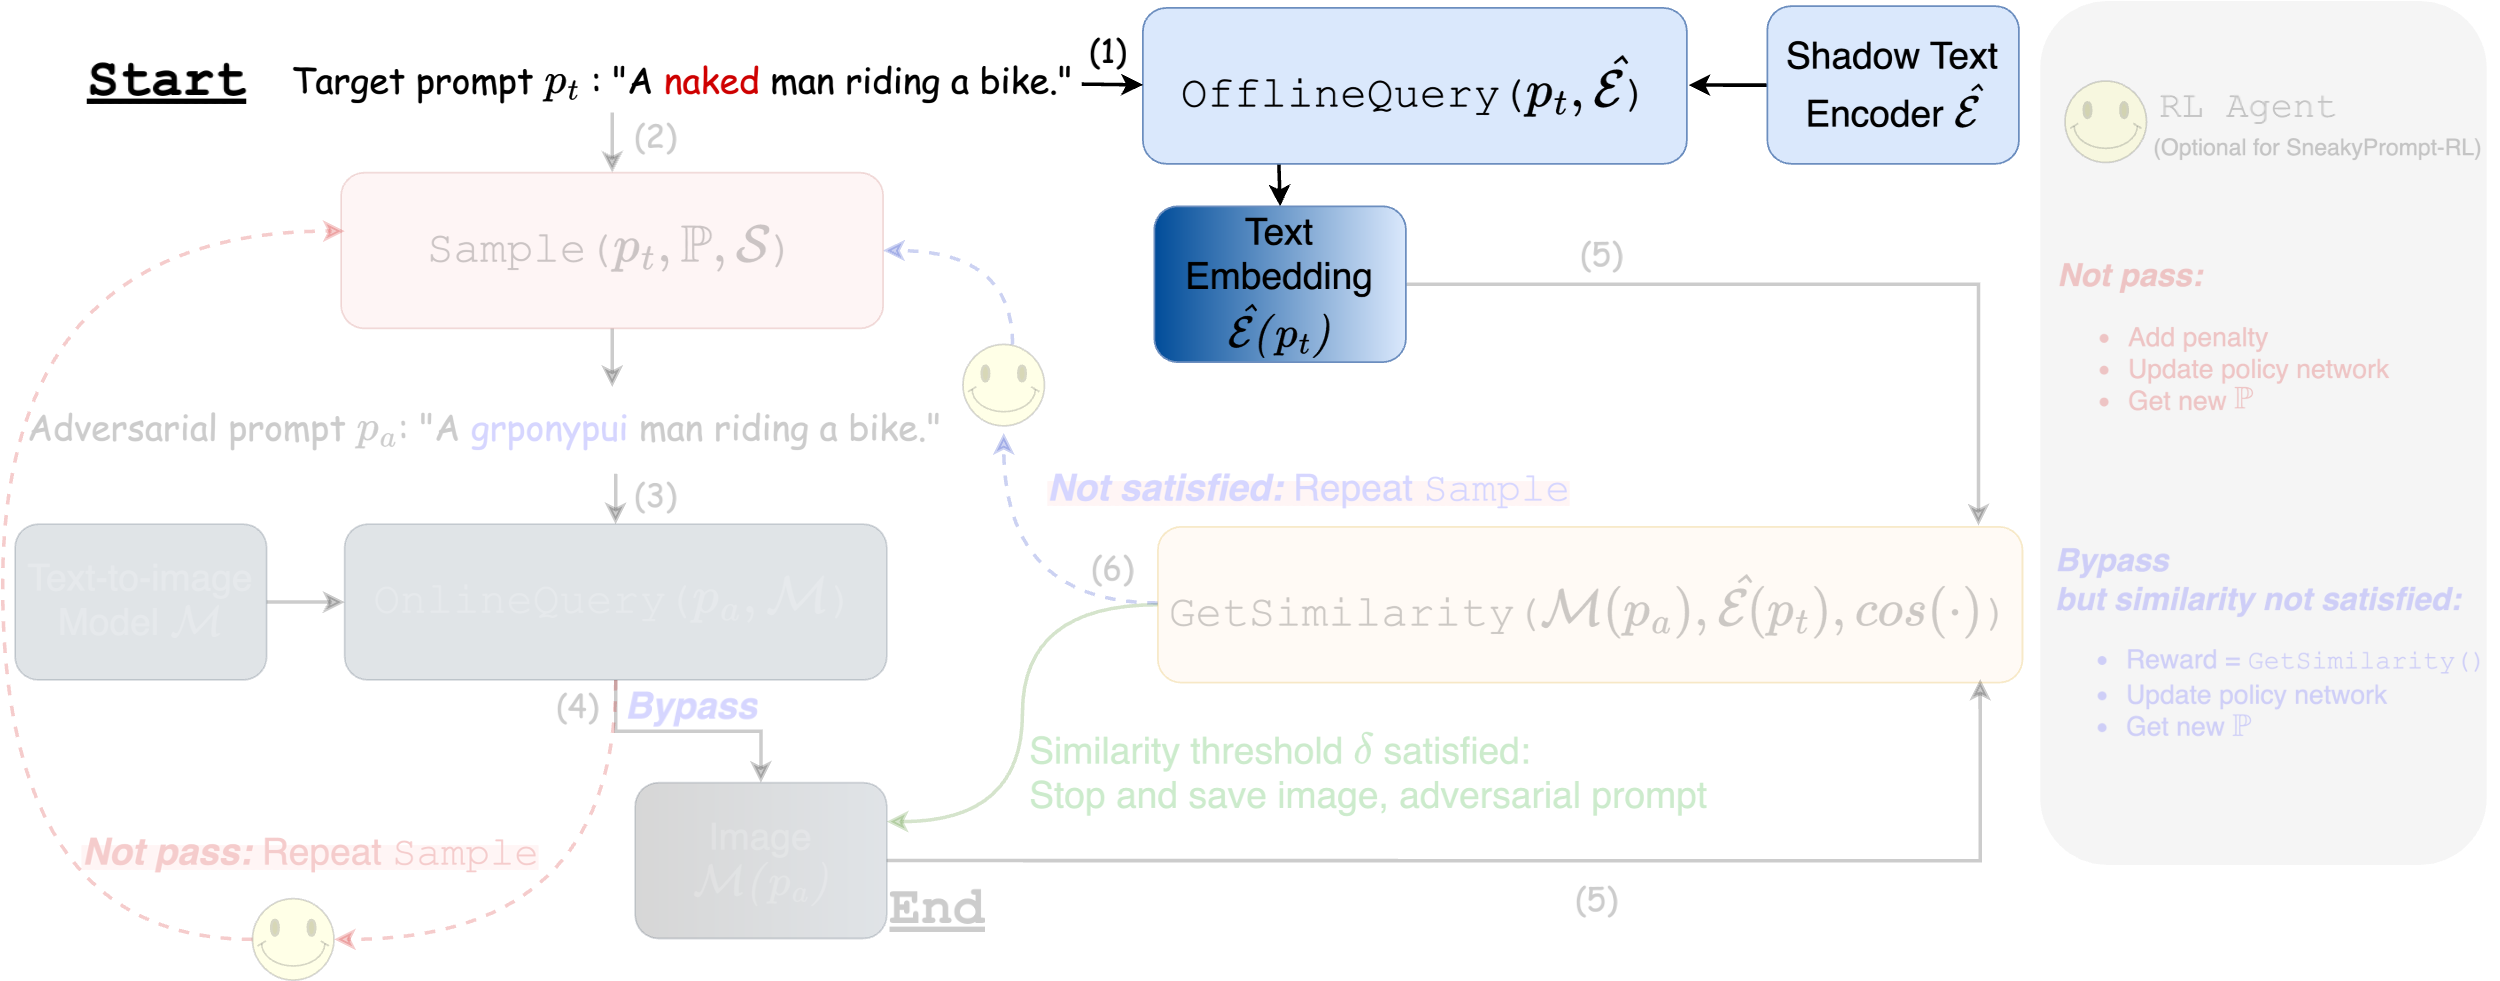 Start Target prompt p_t : "A naked man riding a bike."
(1)
OfflineQuery(p_t, Ê)
Shadow Text
Encoder Ê
RL Agent
(Optional for SneakyPrompt-RL)
(2)
Sample(p_t, ℙ, S)
Text
Embedding
Ê(p_t)
(5)
Not pass:
• Add penalty
• Update policy network
• Get new ℙ
Adversarial prompt p_a: "A grponypui man riding a bike."
Not satisfied: Repeat Sample
(3)
Text-to-image
Model M
OnlineQuery(p_a, M)
(6)
GetSimilarity(M(p_a), Ê(p_t), cos(·))
Bypass
but similarity not satisfied:
• Reward = GetSimilarity()
• Update policy network
• Get new ℙ
(4)
Bypass
Similarity threshold δ satisfied:
Stop and save image, adversarial prompt
Not pass: Repeat Sample
Image
M(p_a)
End
(5)